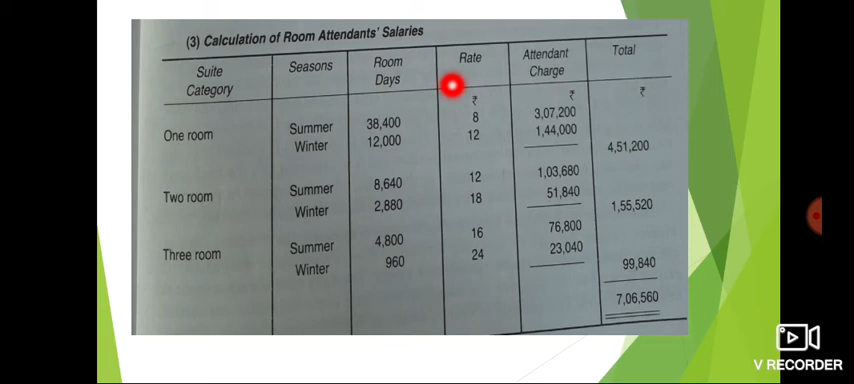 (3) Calculation of Room Attendants' Salaries
Suite Category Seasons Room Days Rate Attendant Charge Total
₹ ₹ ₹
One room Summer 38,400 8 3,07,200
Winter 12,000 12 1,44,000
4,51,200
Two room Summer 8,640 12 1,03,680
Winter 2,880 18 51,840
1,55,520
Three room Summer 4,800 16 76,800
Winter 960 24 23,040
99,840
7,06,560
V RECORDER